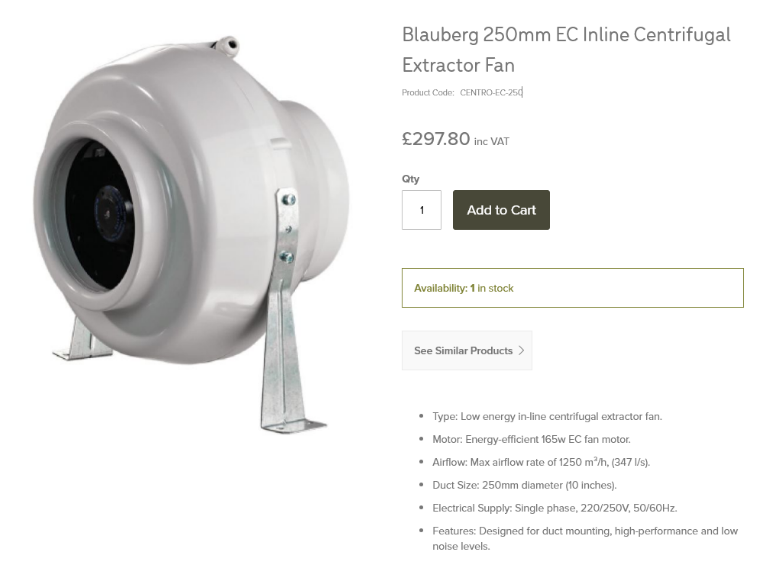 Blauberg 250mm EC Inline Centrifugal
Extractor Fan
Product Code: CENTRO-EC-250
£297.80 inc VAT
Qty
1
Add to Cart
Availability: 1 in stock
See Similar Products
Type: Low energy in-line centrifugal extractor fan.
Motor: Energy-efficient 165w EC fan motor.
Airflow: Max airflow rate of 1250 m³/h, (347 l/s).
Duct Size: 250mm diameter (10 inches).
Electrical Supply: Single phase, 220/250V, 50/60Hz.
Features: Designed for duct mounting, high-performance and low
noise levels.